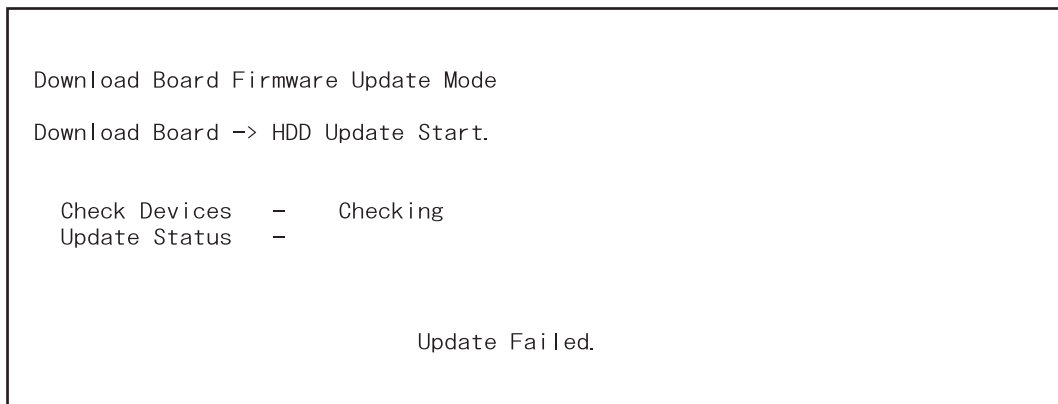 Download Board Firmware Update Mode
Download Board -> HDD Update Start.
Check Devices - Checking
Update Status -
Update Failed.